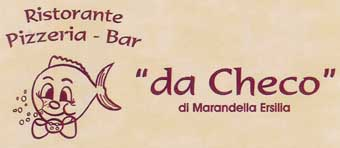 Ristorante
Pizzeria - Bar
"da Checo"
di Marandella Ersilia